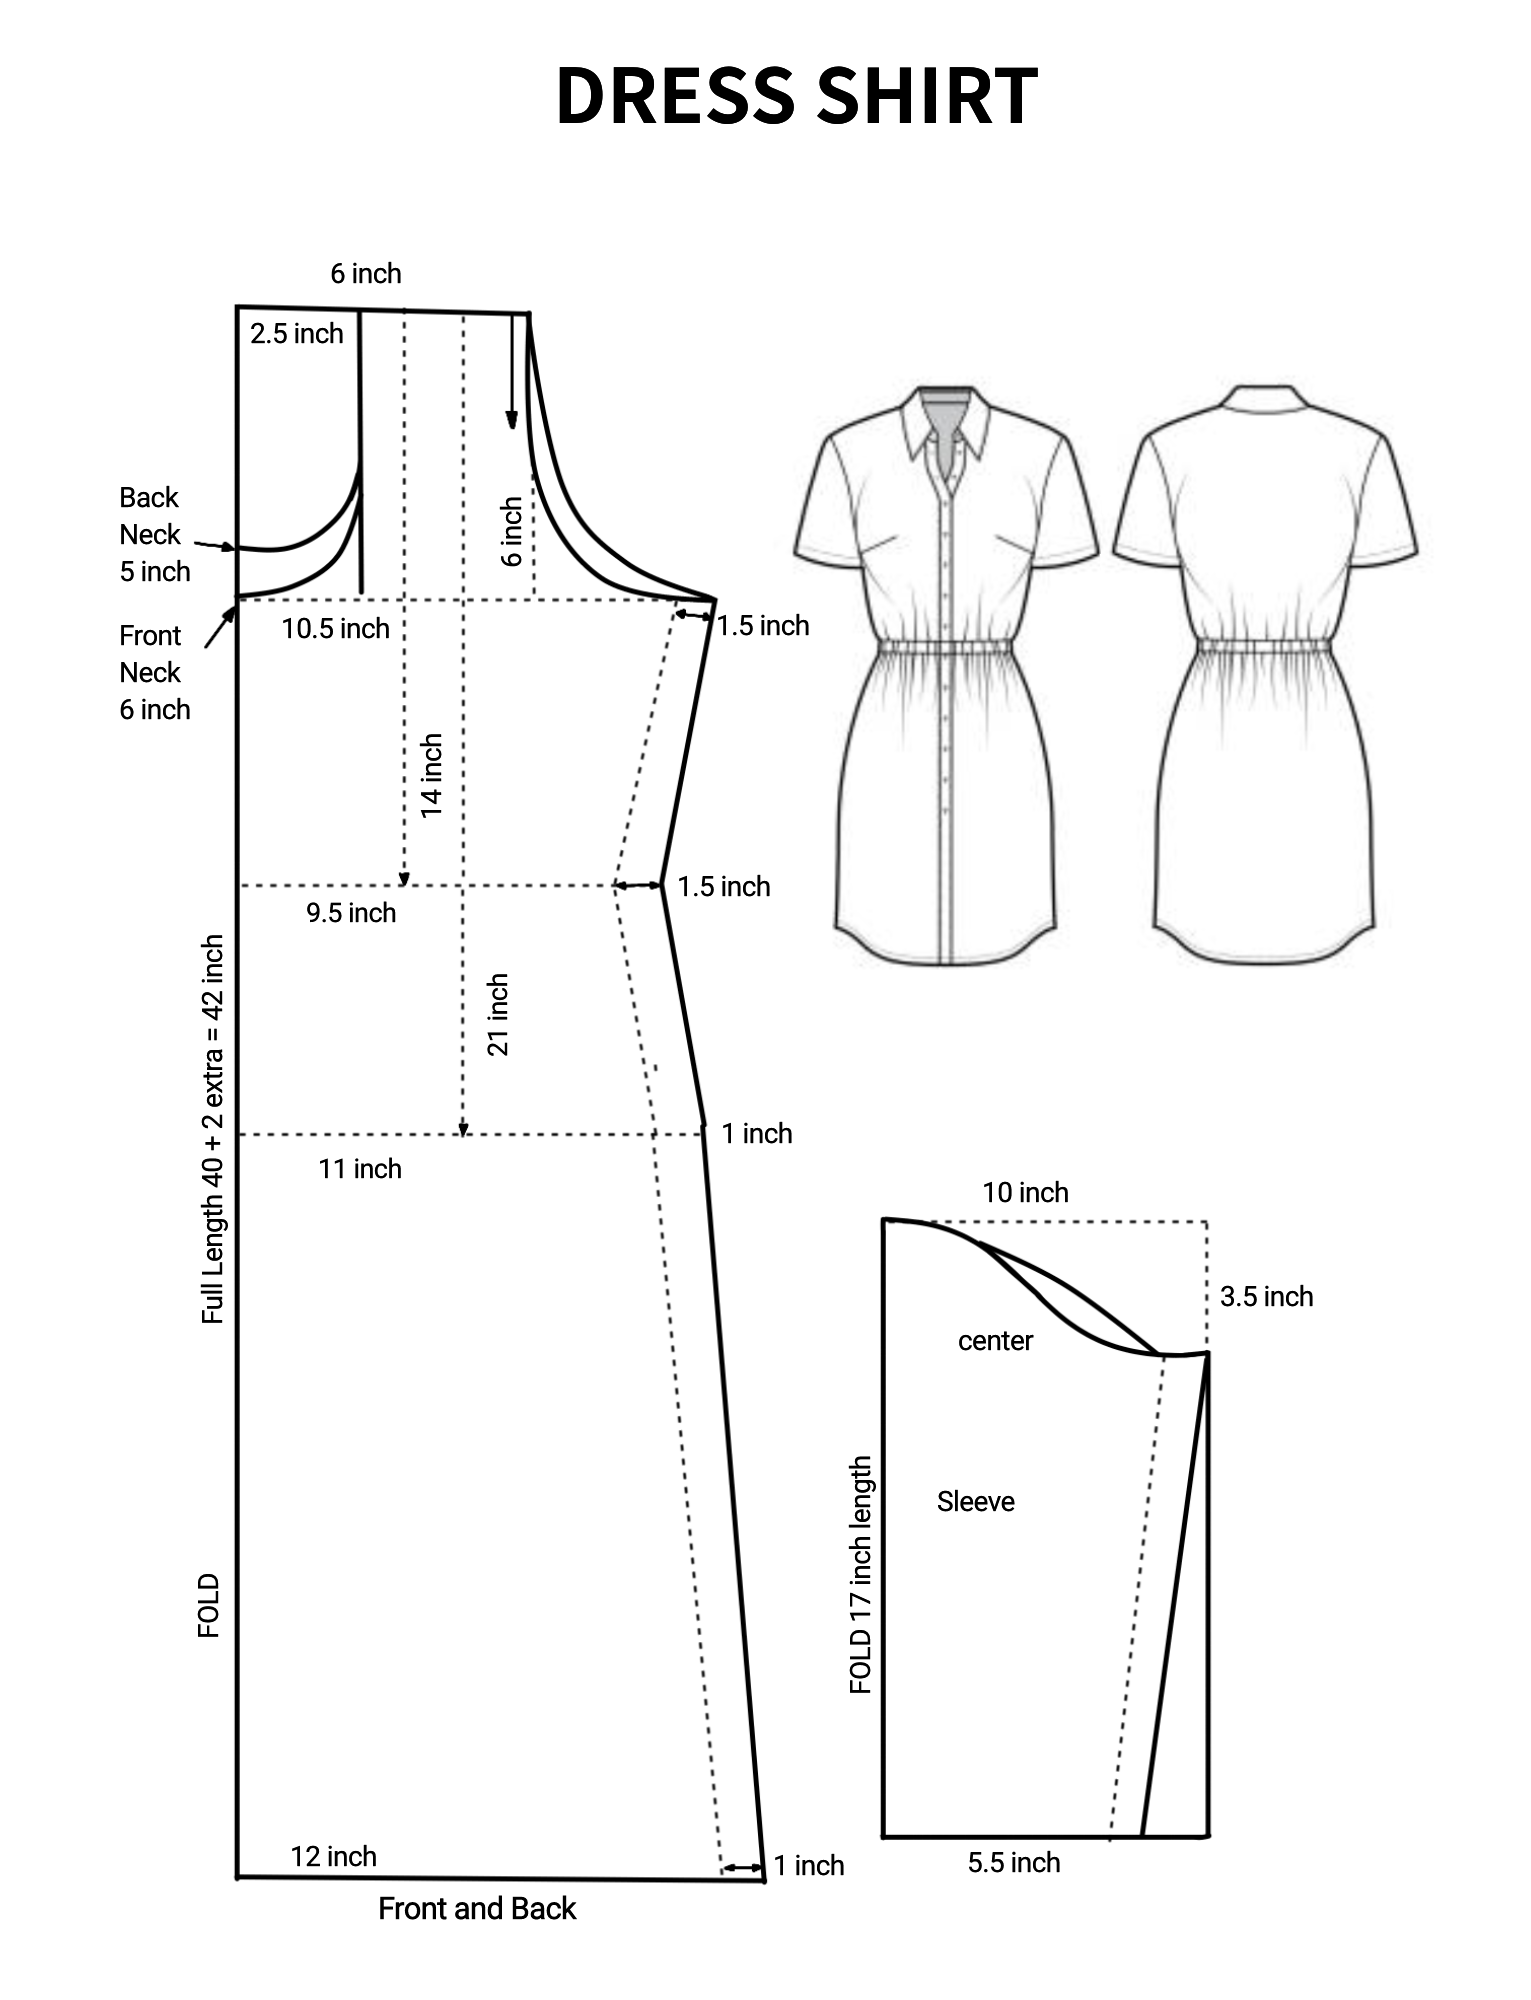 DRESS SHIRT
6 inch
2.5 inch
Back
Neck
5 inch
6 inch
10.5 inch
1.5 inch
Front
Neck
6 inch
14 inch
1.5 inch
9.5 inch
21 inch
Full Length 40 + 2 extra = 42 inch
1 inch
11 inch
FOLD
12 inch
1 inch
Front and Back
10 inch
3.5 inch
center
Sleeve
FOLD 17 inch length
5.5 inch